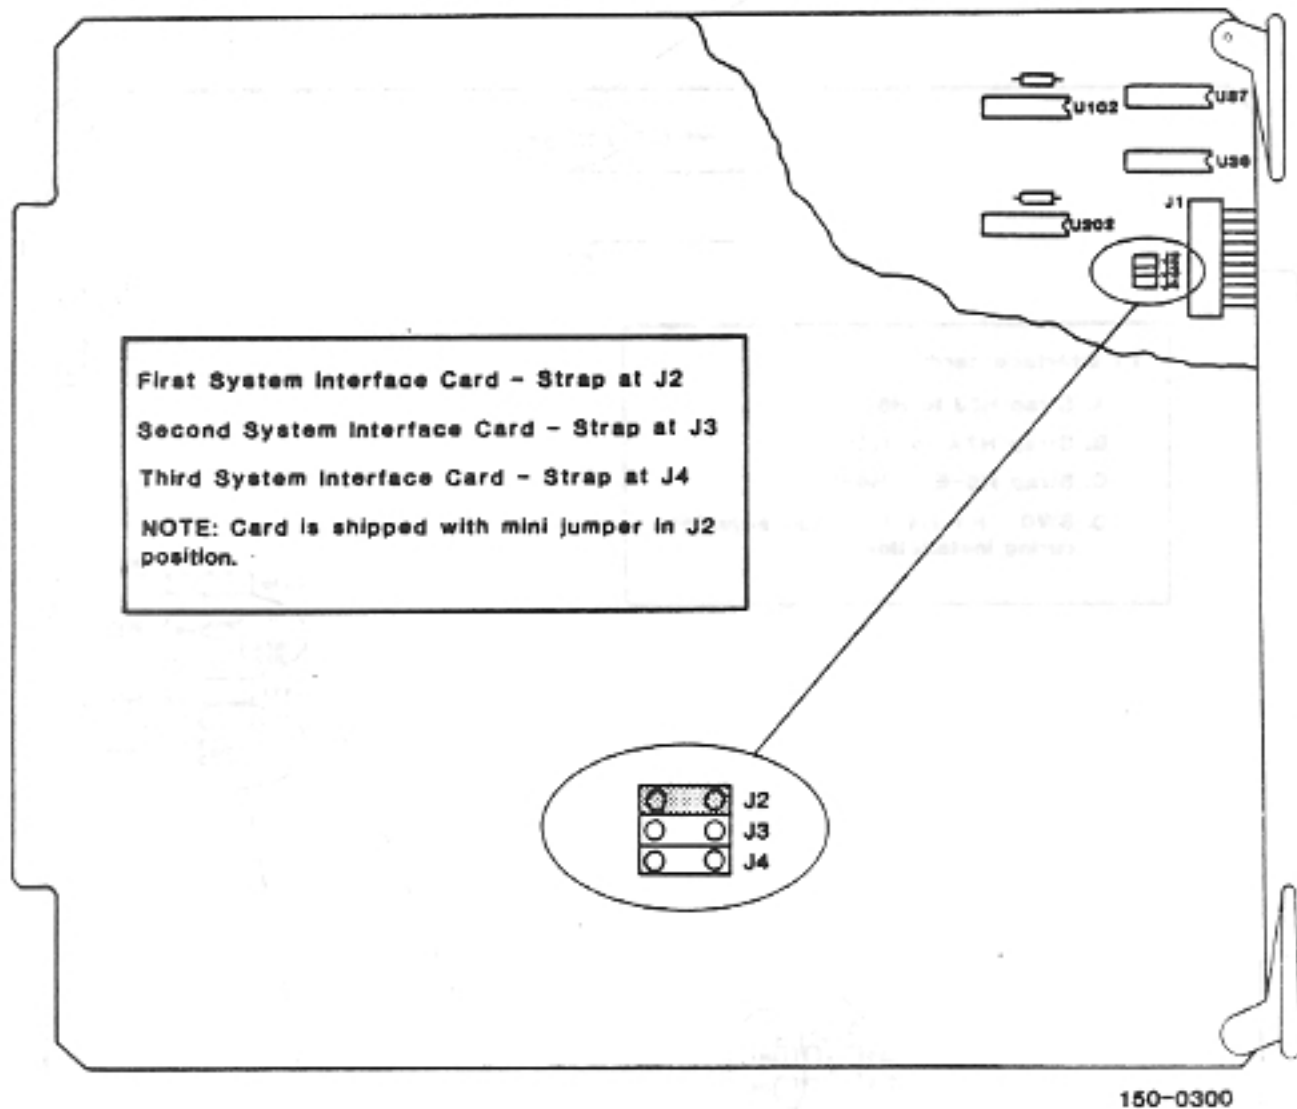 U102
U37
U36
J1
U202
First System Interface Card - Strap at J2
Second System Interface Card - Strap at J3
Third System Interface Card - Strap at J4
NOTE: Card is shipped with mini jumper in J2
position.
J2
J3
J4
150-0300